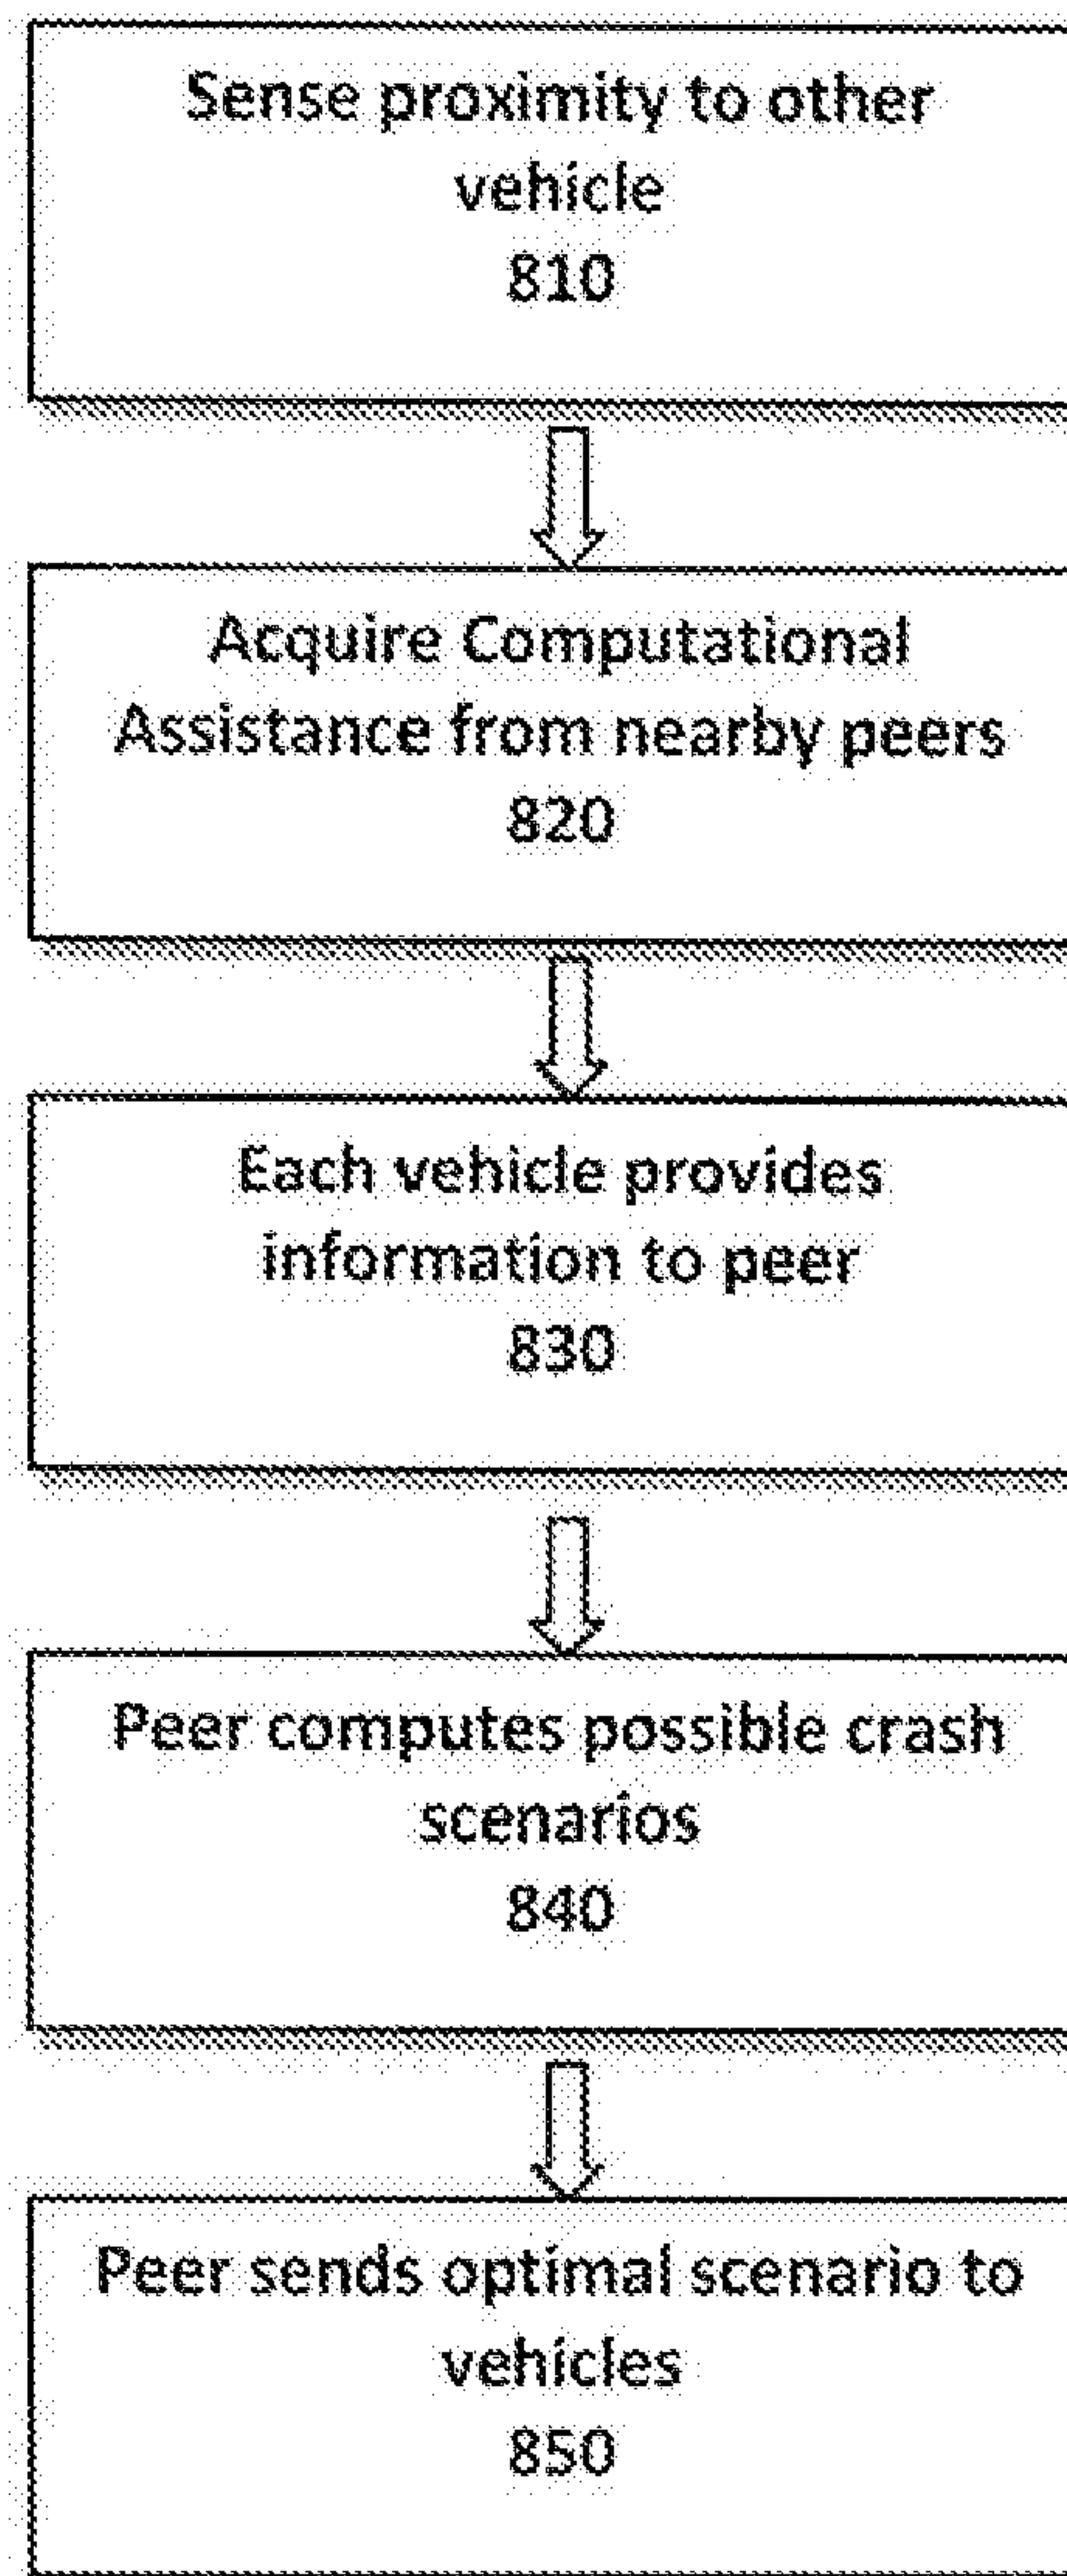 Sense proximity to other
vehicle
810
Acquire Computational
Assistance from nearby peers
820
Each vehicle provides
information to peer
830
Peer computes possible crash
scenarios
840
Peer sends optimal scenario to
vehicles
850